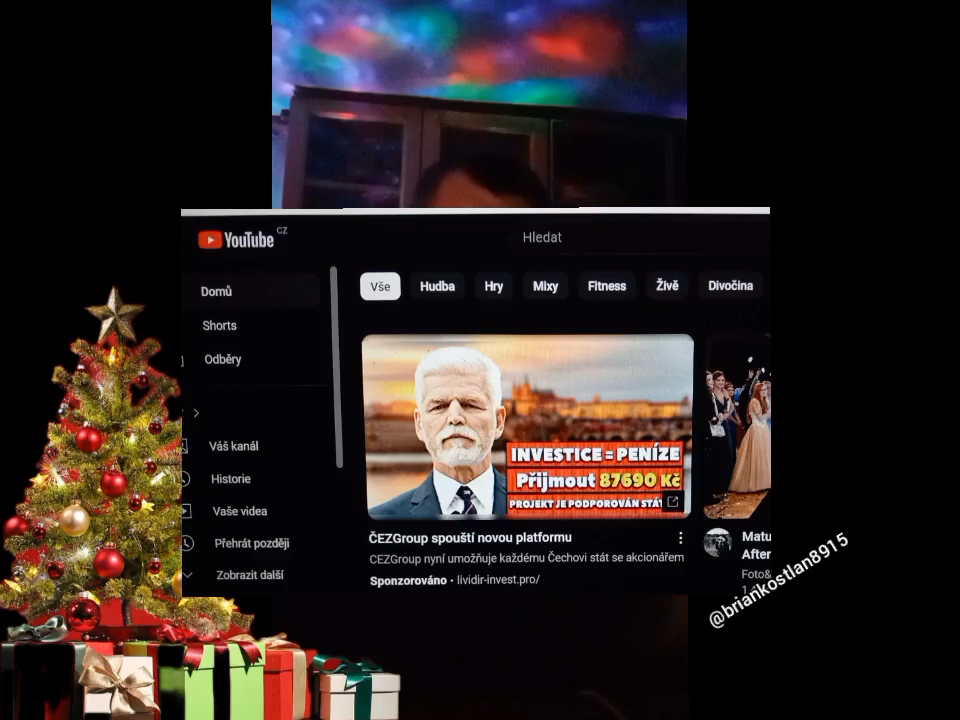 YouTube CZ
Hledat
Domů
Shorts
Odběry
Váš kanál
Historie
Vaše videa
Přehrát později
Zobrazit další
Vše
Hudba
Hry
Mixy
Fitness
Živě
Divočina
INVESTICE = PENÍZE
Přijmout 87690 Kč
PROJEKT JE PODPOROVÁN STÁT
ČEZGroup spouští novou platformu
CEZGroup nyní umožňuje každému Čechovi stát se akcionářem
Sponzorováno · lividir-invest.pro/
Matu
After
Foto&
@briankostlan8915